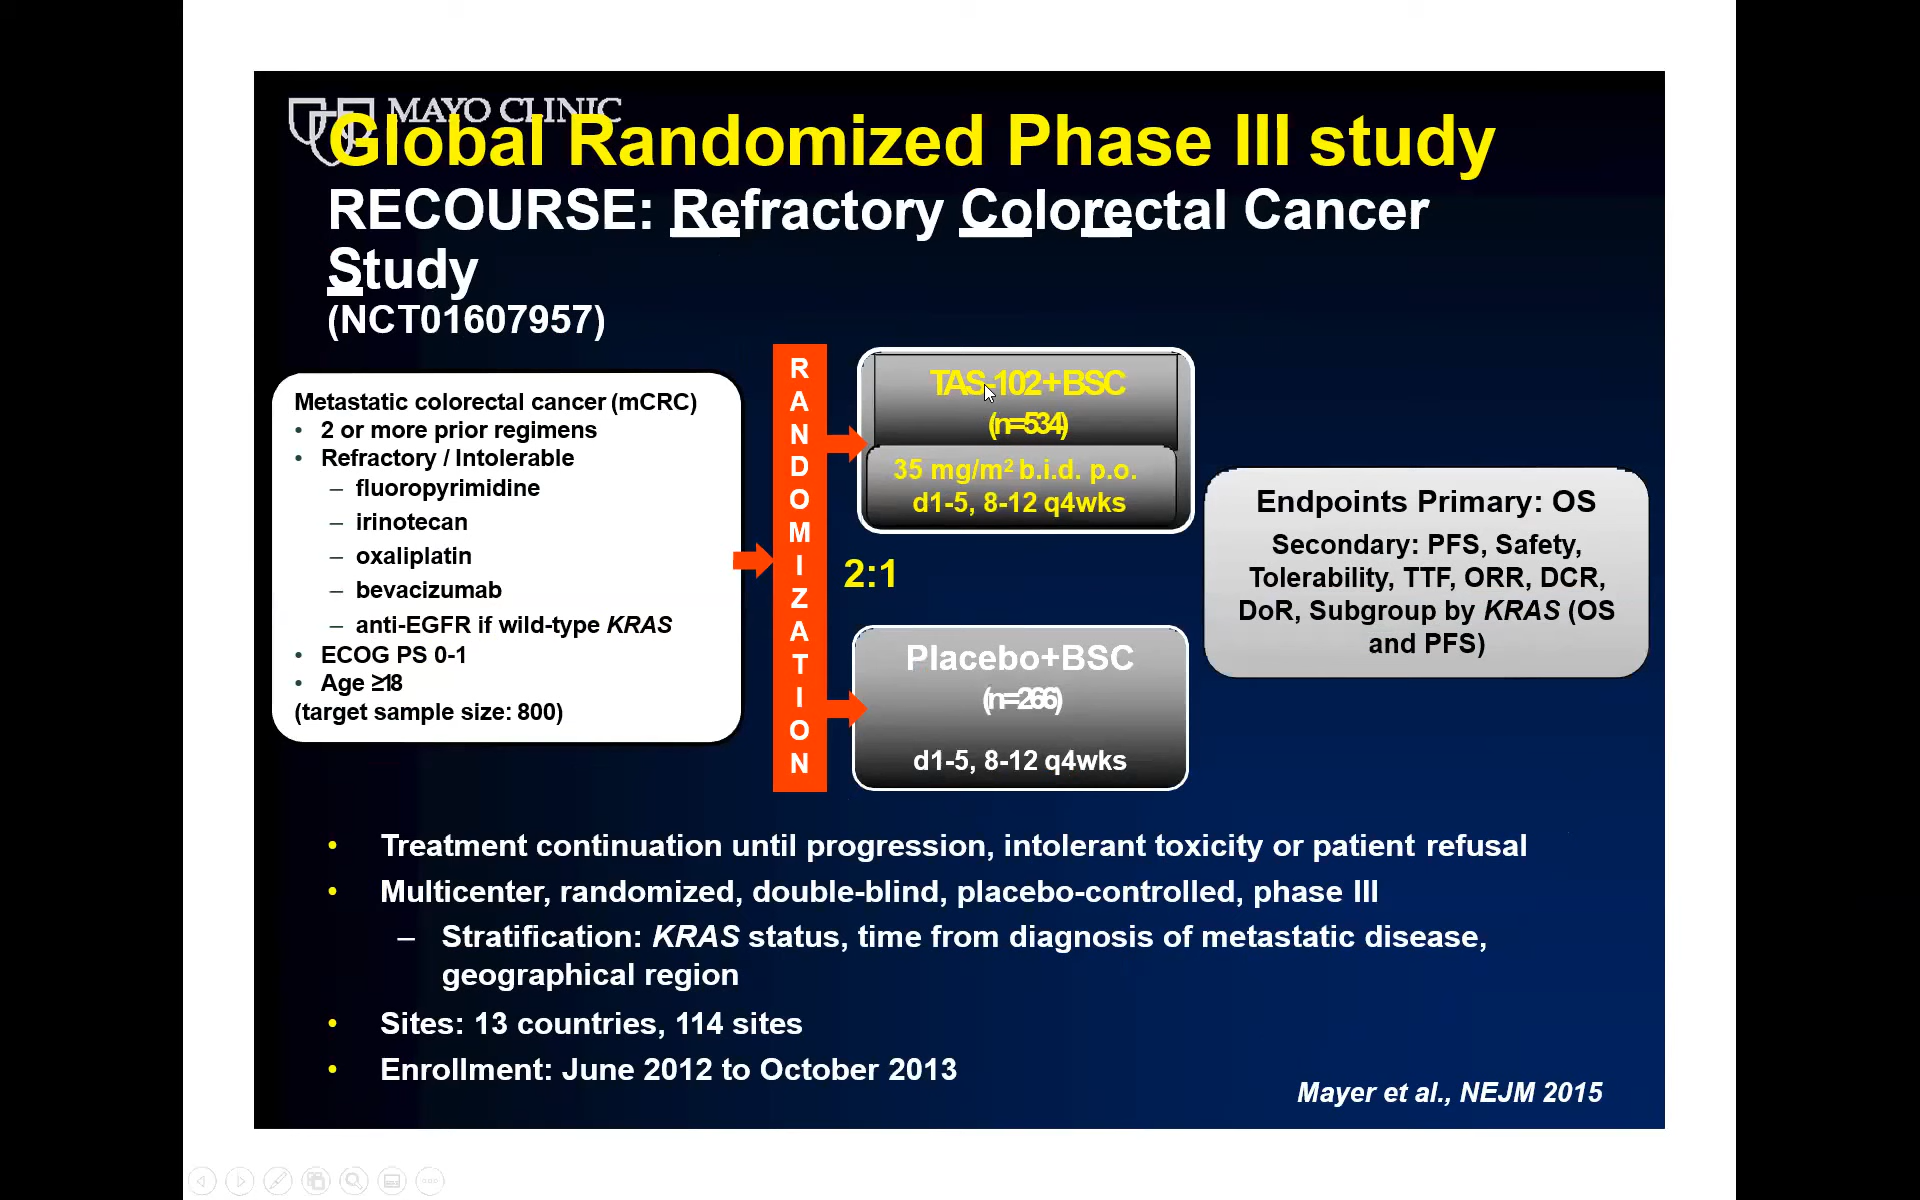 MAYO CLINIC
Global Randomized Phase III study
RECOURSE: Refractory Colorectal Cancer
Study
(NCT01607957)
Metastatic colorectal cancer (mCRC)
• 2 or more prior regimens
• Refractory / Intolerable
– fluoropyrimidine
– irinotecan
– oxaliplatin
– bevacizumab
– anti-EGFR if wild-type KRAS
• ECOG PS 0-1
• Age ≥18
(target sample size: 800)
RANDOMIZATION
TAS-102+BSC
(n=534)
35 mg/m² b.i.d. p.o.
d1-5, 8-12 q4wks
2:1
Placebo+BSC
(n=266)
d1-5, 8-12 q4wks
Endpoints Primary: OS
Secondary: PFS, Safety,
Tolerability, TTF, ORR, DCR,
DoR, Subgroup by KRAS (OS
and PFS)
• Treatment continuation until progression, intolerant toxicity or patient refusal
• Multicenter, randomized, double-blind, placebo-controlled, phase III
– Stratification: KRAS status, time from diagnosis of metastatic disease,
geographical region
• Sites: 13 countries, 114 sites
• Enrollment: June 2012 to October 2013
Mayer et al., NEJM 2015